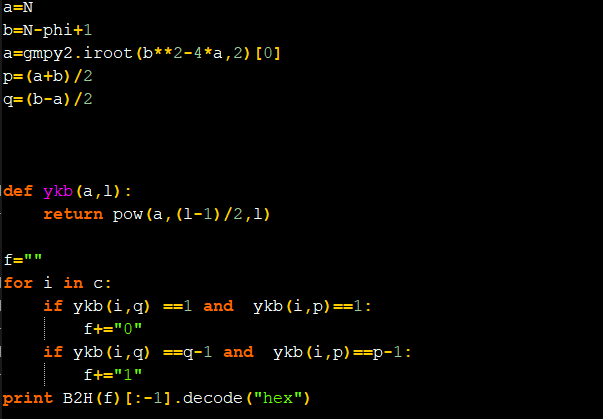 a=N
b=N-phi+1
a=gmpy2.iroot(b**2-4*a,2)[0]
p=(a+b)/2
q=(b-a)/2
def ykb(a,l):
    return pow(a,(l-1)/2,l)
f=""
for i in c:
    if ykb(i,q) ==1 and  ykb(i,p)==1:
        f+="0"
    if ykb(i,q) ==q-1 and  ykb(i,p)==p-1:
        f+="1"
print B2H(f)[:-1].decode("hex")